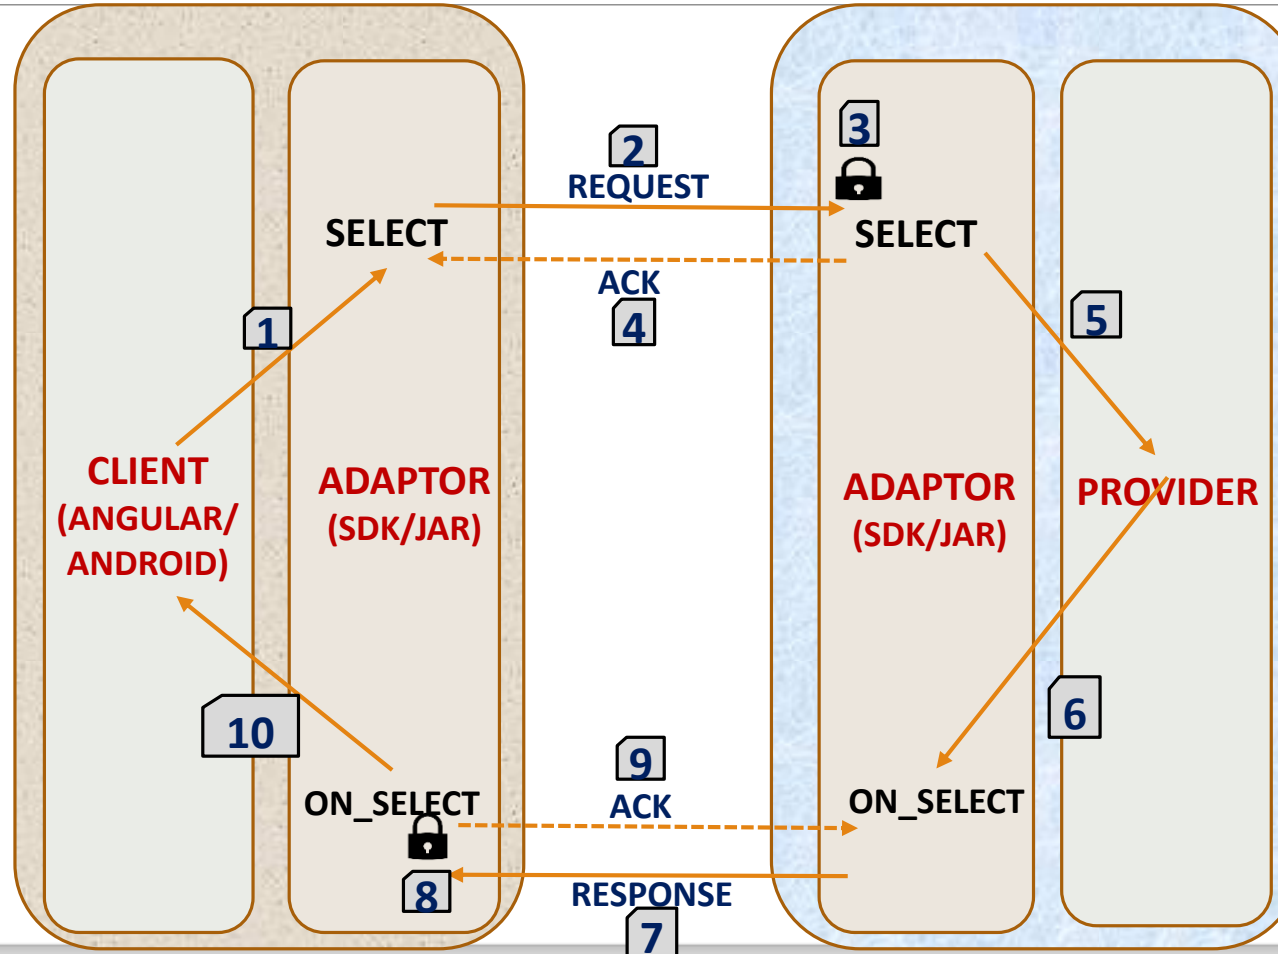 3
2
REQUEST
SELECT
SELECT
ACK
4
1
5
CLIENT
(ANGULAR/
ANDROID)
ADAPTOR
(SDK/JAR)
ADAPTOR
(SDK/JAR)
PROVIDER
10
6
9
ACK
ON_SELECT
ON_SELECT
8
RESPONSE
7